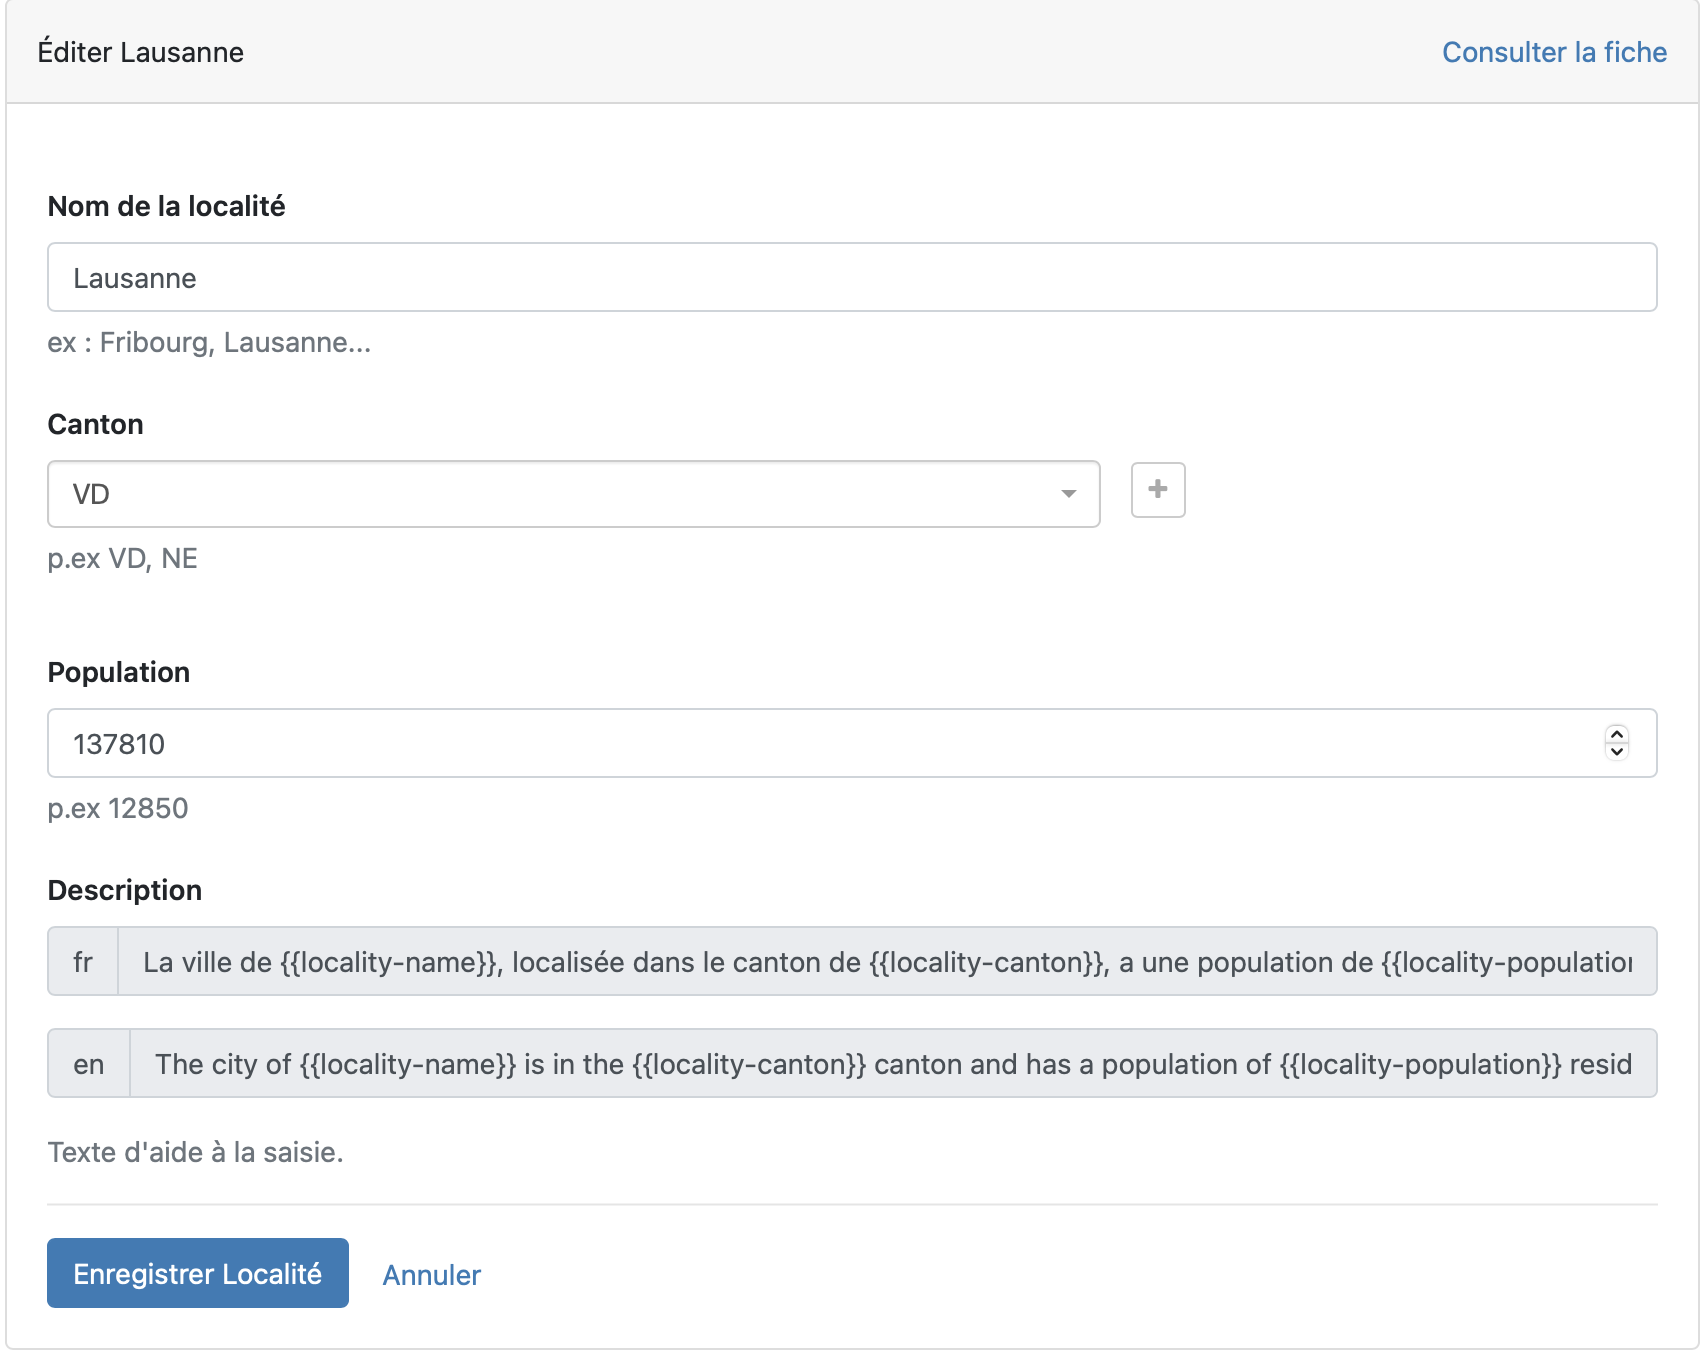 Éditer Lausanne
Consulter la fiche
Nom de la localité
Lausanne
ex : Fribourg, Lausanne...
Canton
VD
p.ex VD, NE
Population
137810
p.ex 12850
Description
fr La ville de {{locality-name}}, localisée dans le canton de {{locality-canton}}, a une population de {{locality-population
en The city of {{locality-name}} is in the {{locality-canton}} canton and has a population of {{locality-population}} resid
Texte d'aide à la saisie.
Enregistrer Localité
Annuler